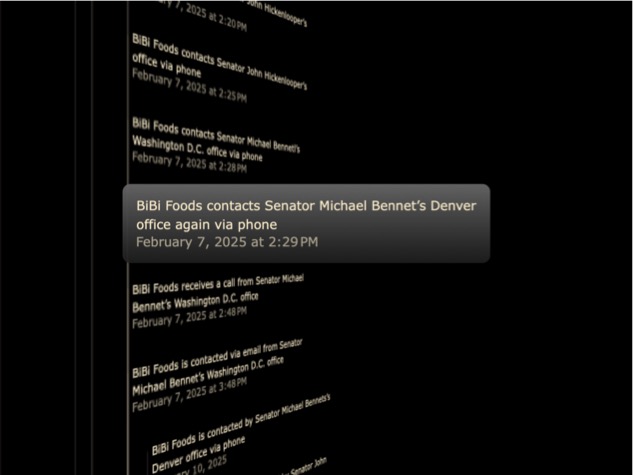 7, 2025 at 2:20 PM
John Hickenlooper's
BiBi Foods contacts Senator John Hickenlooper's
office via phone
February 7, 2025 at 2:25 PM
BiBi Foods contacts Senator Michael Bennet's
Washington D.C. office via phone
February 7, 2025 at 2:28 PM
BiBi Foods contacts Senator Michael Bennet's Denver
office again via phone
February 7, 2025 at 2:29 PM
BiBi Foods receives a call from Senator Michael
Bennet's Washington D.C. office
February 7, 2025 at 2:48 PM
BiBi Foods is contacted via email from Senator
Michael Bennet's Washington D.C. office
February 7, 2025 at 3:48 PM
BiBi Foods is contacted by Senator Michael Bennets's
Denver office via phone
10, 2025
by Senator John